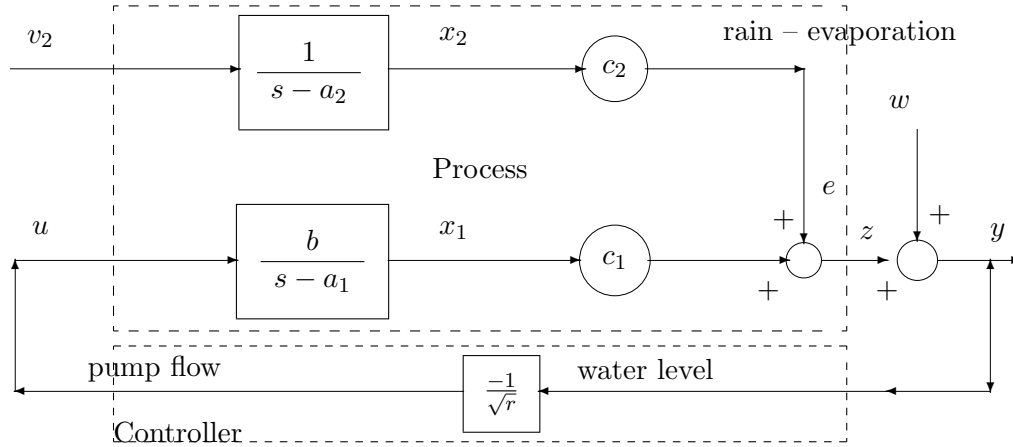 v₂
1
s − a₂
x₂
c₂
rain – evaporation
w
Process
e
u
b
s − a₁
x₁
c₁
+
+
z
+
+
y
pump flow
−1
√r
water level
Controller